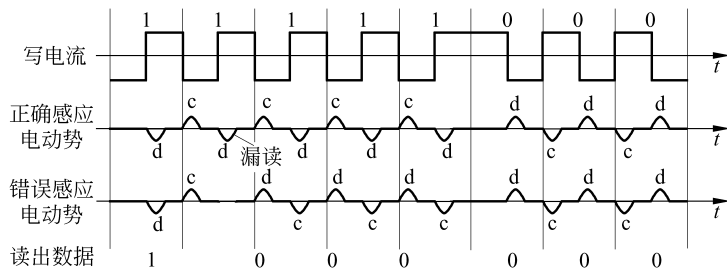 1 1 1 1 1 0 0 0
写电流
t
c c c c d d d
正确感应
电动势
t
d d d d d c c
漏读
c d d d d d d
错误感应
电动势
t
d c c c c c
读出数据
1 0 0 0 0 0 0